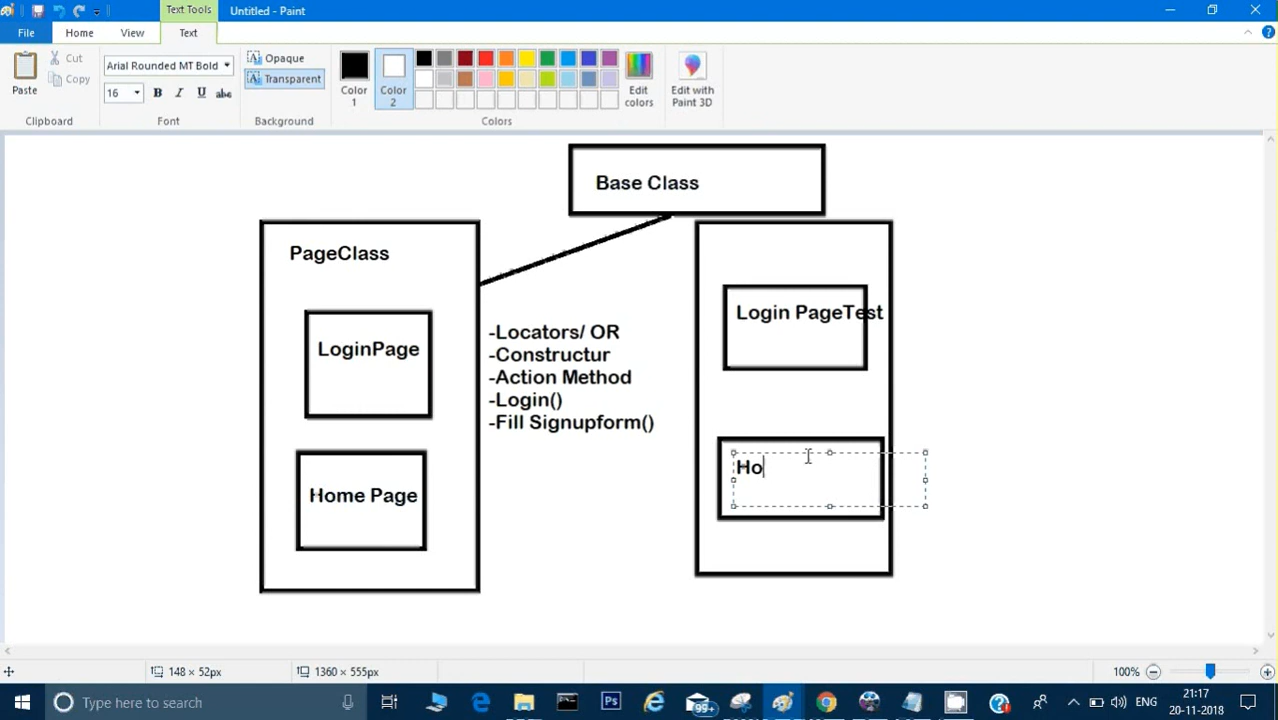 Text Tools
Untitled - Paint
File
Home
View
Text
Paste
Cut
Copy
Clipboard
Arial Rounded MT Bold
16
B
I
U
abc
Font
Opaque
Transparent
Background
Color 1
Color 2
Edit colors
Colors
Edit with Paint 3D
Base Class
PageClass
LoginPage
Home Page
-Locators/ OR
-Constructur
-Action Method
-Login()
-Fill Signupform()
Login PageTest
Ho
148 × 52px
1360 × 555px
100%
Type here to search
Ps
99+
ENG
21:17
20-11-2018